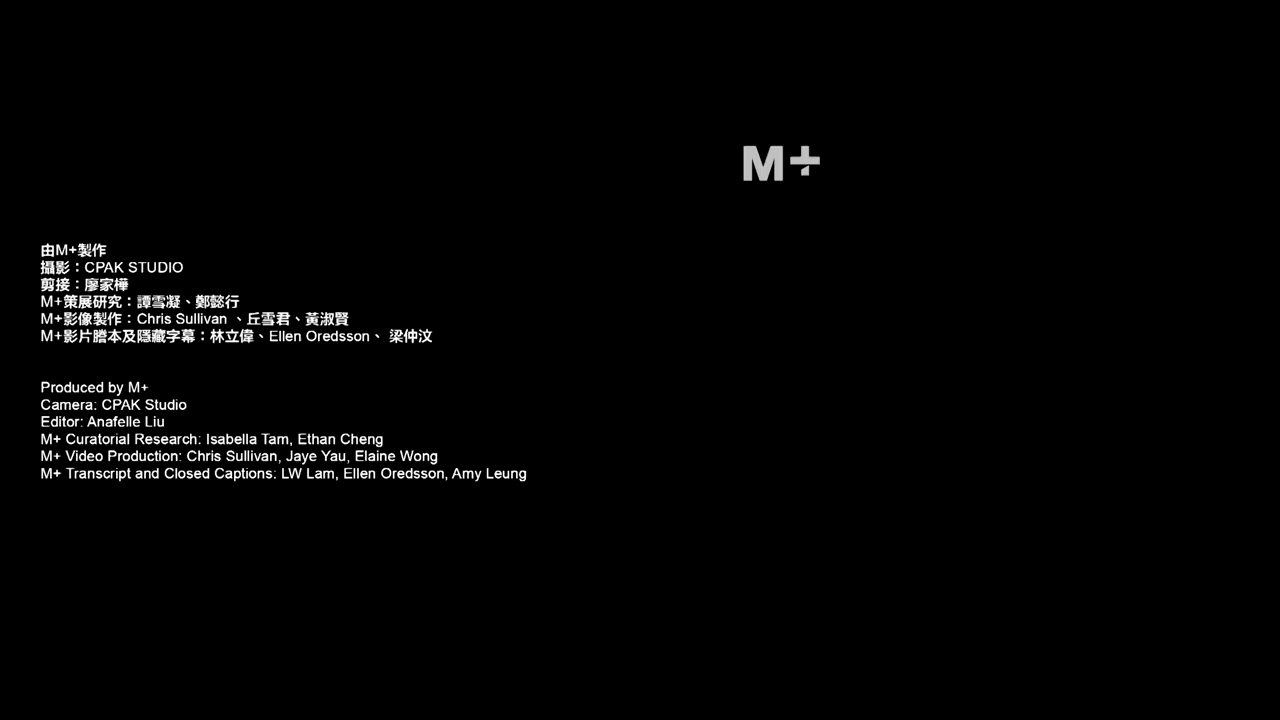 M+
由M+製作
攝影：CPAK STUDIO
剪接：廖家樺
M+策展研究：譚雪凝、鄭懿行
M+影像製作：Chris Sullivan 、丘雪君、黃淑賢
M+影片謄本及隱藏字幕：林立偉、Ellen Oredsson、 梁仲汶
Produced by M+
Camera: CPAK Studio
Editor: Anafelle Liu
M+ Curatorial Research: Isabella Tam, Ethan Cheng
M+ Video Production: Chris Sullivan, Jaye Yau, Elaine Wong
M+ Transcript and Closed Captions: LW Lam, Ellen Oredsson, Amy Leung